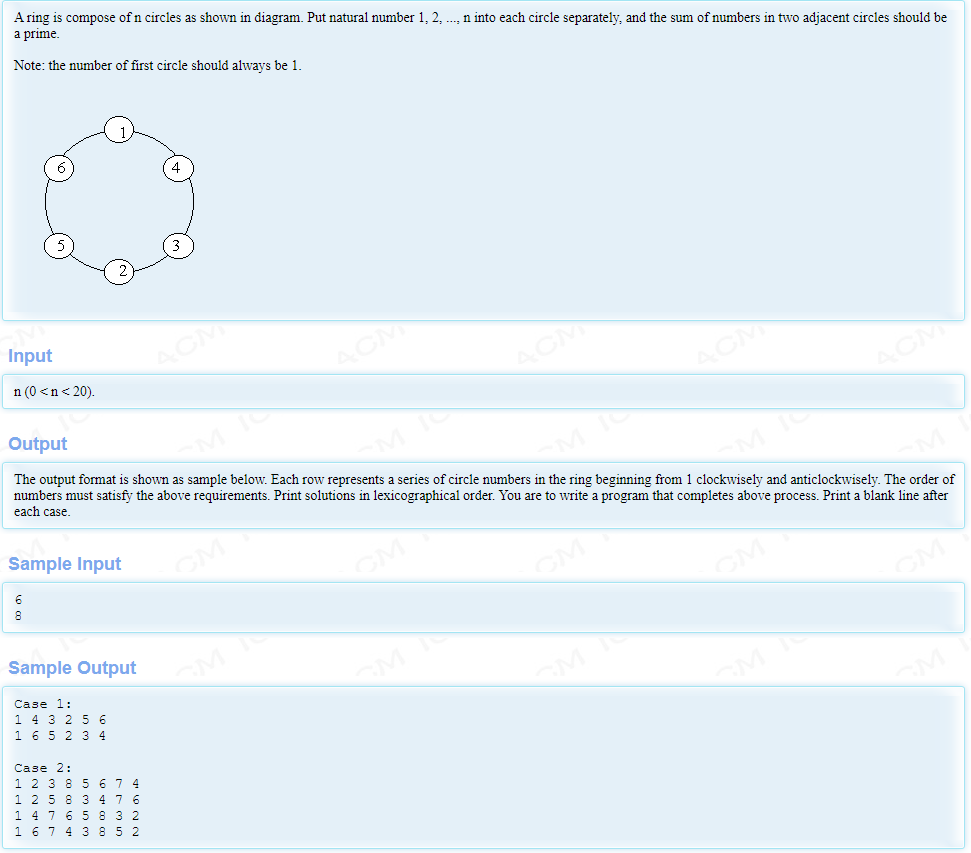 A ring is compose of n circles as shown in diagram. Put natural number 1, 2, ..., n into each circle separately, and the sum of numbers in two adjacent circles should be
a prime.
Note: the number of first circle should always be 1.
1
6
4
5
3
2
Input
n (0 < n < 20).
Output
The output format is shown as sample below. Each row represents a series of circle numbers in the ring beginning from 1 clockwisely and anticlockwisely. The order of
numbers must satisfy the above requirements. Print solutions in lexicographical order. You are to write a program that completes above process. Print a blank line after
each case.
Sample Input
6
8
Sample Output
Case 1:
1 4 3 2 5 6
1 6 5 2 3 4
Case 2:
1 2 3 8 5 6 7 4
1 2 5 8 3 4 7 6
1 4 7 6 5 8 3 2
1 6 7 4 3 8 5 2